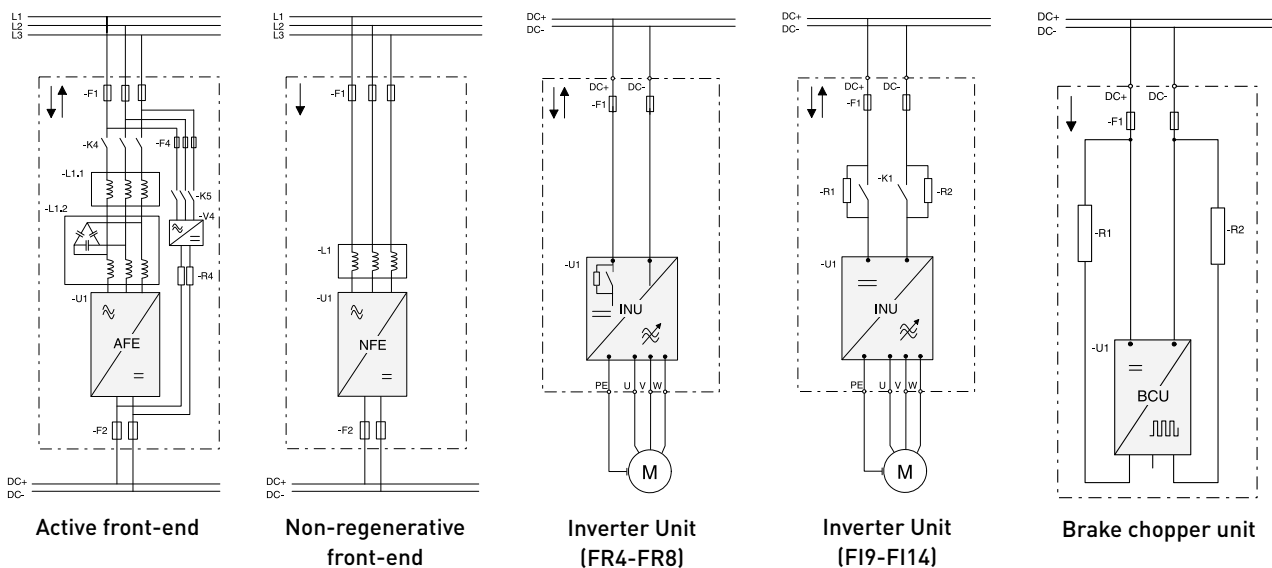 L1
L2
L3
-F1
-K4
-F4
-L1.1
-K5
-L1.2
-V4
-R4
-U1
AFE
-F2
DC+
DC-
Active front-end
L1
L2
L3
-F1
-L1
-U1
NFE
-F2
DC+
DC-
Non-regenerative
front-end
DC+
DC-
DC+ DC-
-F1
-U1
INU
PE U V W
M
Inverter Unit
(FR4-FR8)
DC+
DC-
DC+ DC-
-F1
-R1 -K1 -R2
-U1
INU
PE U V W
M
Inverter Unit
(FI9-FI14)
DC+
DC-
DC+ DC-
-F1
-R1 -R2
-U1
BCU
Brake chopper unit